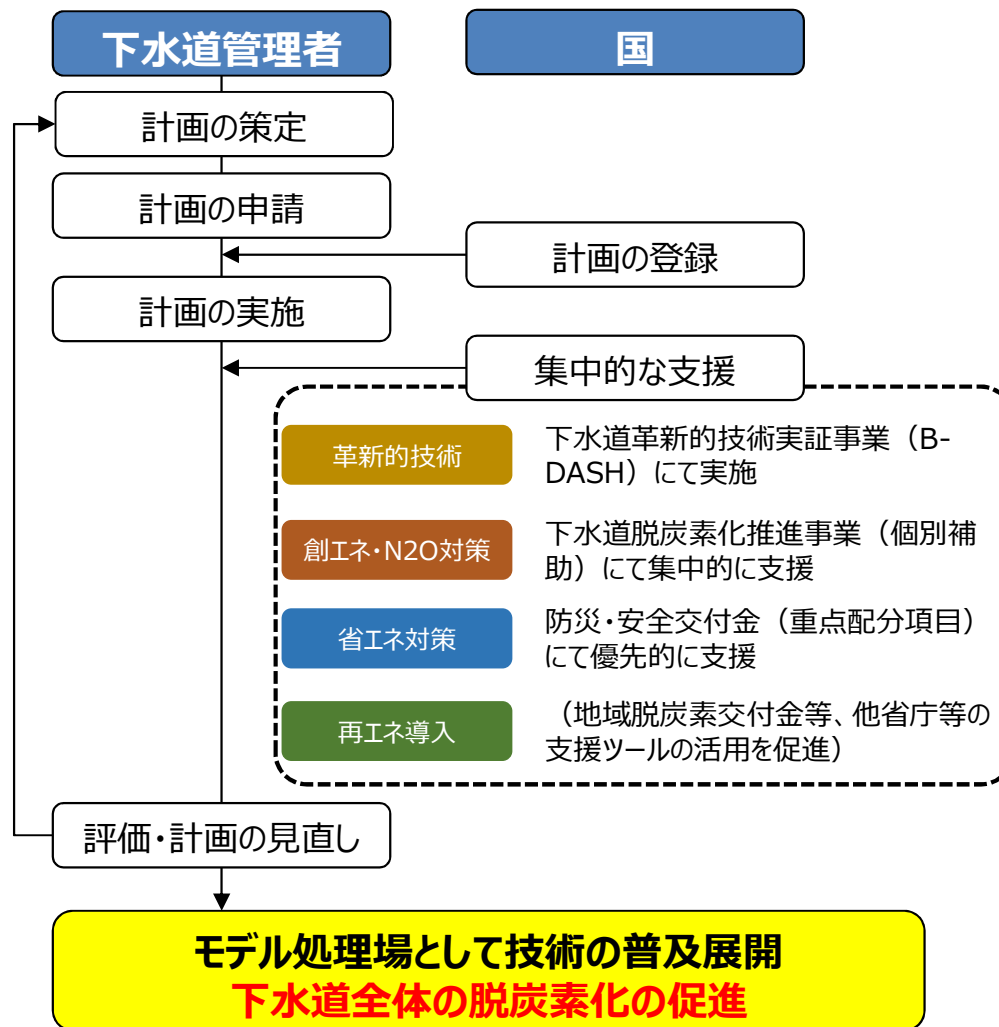 下水道管理者
国
計画の策定
計画の申請
計画の登録
計画の実施
集中的な支援
革新的技術
下水道革新的技術実証事業（B-
DASH）にて実施
創エネ・N2O対策
下水道脱炭素化推進事業（個別補
助）にて集中的に支援
省エネ対策
防災・安全交付金（重点配分項目）
にて優先的に支援
再エネ導入
（地域脱炭素交付金等、他省庁等の
支援ツールの活用を促進）
評価・計画の見直し
モデル処理場として技術の普及展開
下水道全体の脱炭素化の促進